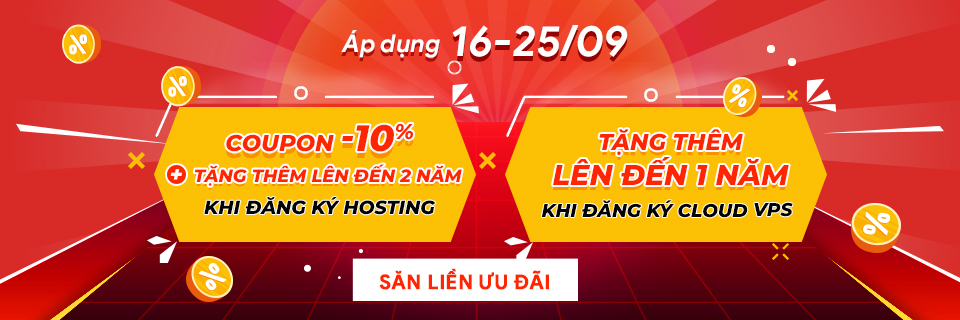 Áp dụng 16-25/09
COUPON -10%
+ TẶNG THÊM LÊN ĐẾN 2 NĂM
KHI ĐĂNG KÝ HOSTING
TẶNG THÊM
LÊN ĐẾN 1 NĂM
KHI ĐĂNG KÝ CLOUD VPS
SĂN LIỀN ƯU ĐÃI